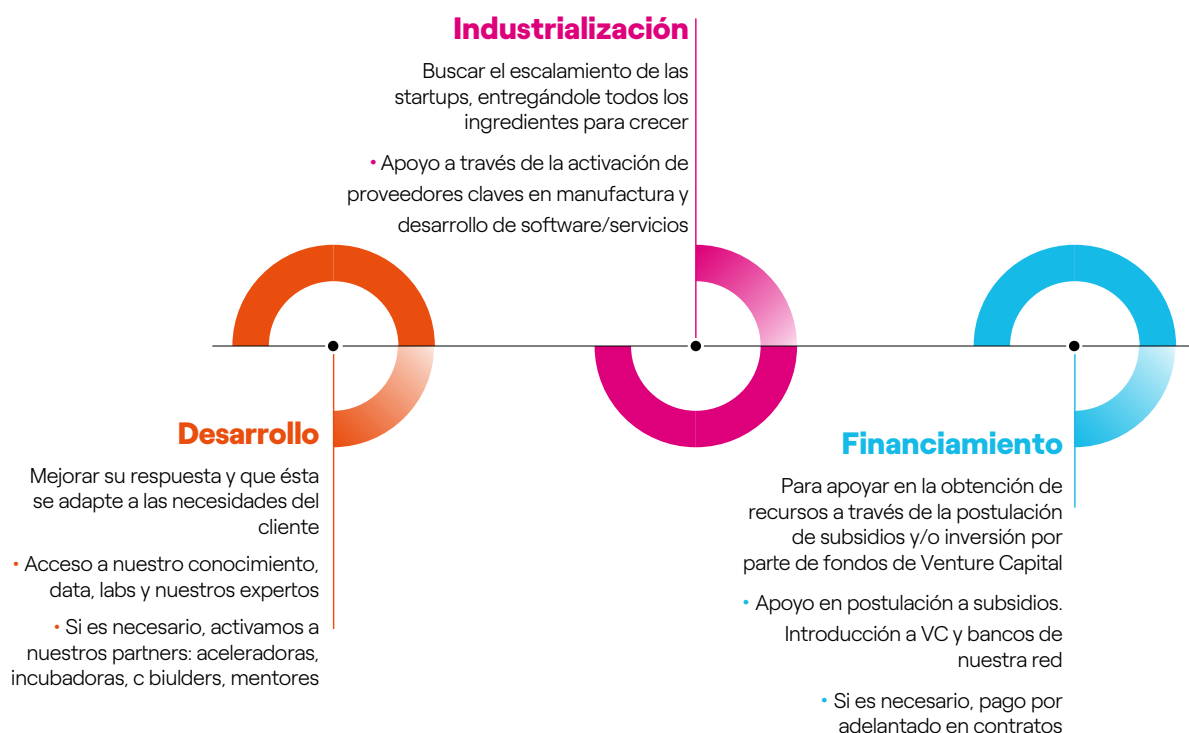 Industrialización
Buscar el escalamiento de las
startups, entregándole todos los
ingredientes para crecer
• Apoyo a través de la activación de
proveedores claves en manufactura y
desarrollo de software/servicios
Desarrollo
Mejorar su respuesta y que ésta
se adapte a las necesidades del
cliente
• Acceso a nuestro conocimiento,
data, labs y nuestros expertos
• Si es necesario, activamos a
nuestros partners: aceleradoras,
incubadoras, c biulders, mentores
Financiamiento
Para apoyar en la obtención de
recursos a través de la postulación
de subsidios y/o inversión por
parte de fondos de Venture Capital
• Apoyo en postulación a subsidios.
Introducción a VC y bancos de
nuestra red
• Si es necesario, pago por
adelantado en contratos